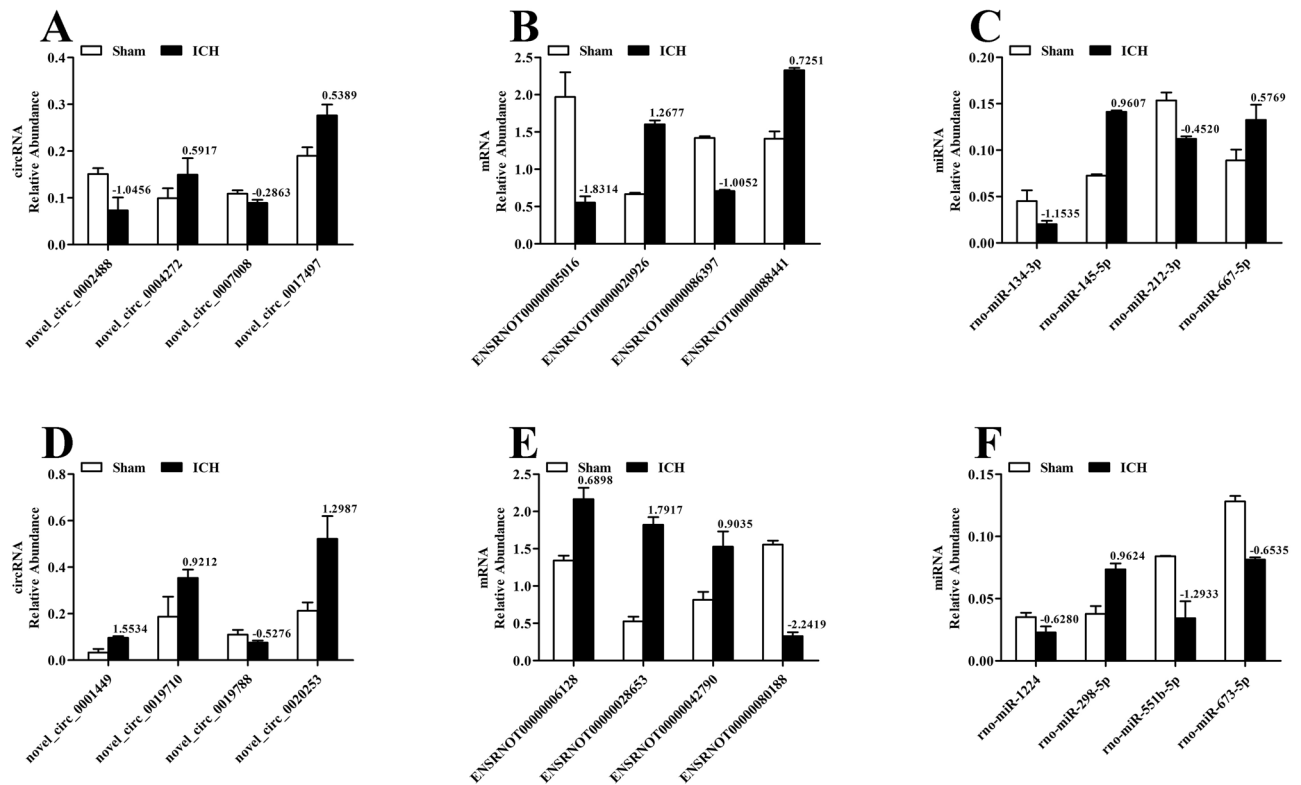 A
Sham ICH
circRNA
Relative Abundance
0.4
0.3
0.2
0.1
0.0
-1.0456
0.5917
-0.2863
0.5389
novel_circ_0002488
novel_circ_0004272
novel_circ_0007008
novel_circ_0017497
B
Sham ICH
mRNA
Relative Abundance
2.5
2.0
1.5
1.0
0.5
0.0
-1.8314
1.2677
-1.0052
0.7251
ENSRNOT00000005016
ENSRNOT00000020926
ENSRNOT00000086397
ENSRNOT00000088441
C
Sham ICH
miRNA
Relative Abundance
0.20
0.15
0.10
0.05
0.00
-1.1535
0.9607
-0.4520
0.5769
rno-miR-134-3p
rno-miR-145-5p
rno-miR-212-3p
rno-miR-667-5p
D
Sham ICH
circRNA
Relative Abundance
0.8
0.6
0.4
0.2
0.0
1.5534
0.9212
-0.5276
1.2987
novel_circ_0001449
novel_circ_0019710
novel_circ_0019788
novel_circ_0020253
E
Sham ICH
mRNA
Relative Abundance
2.5
2.0
1.5
1.0
0.5
0.0
0.6898
1.7917
0.9035
-2.2419
ENSRNOT00000006128
ENSRNOT00000028653
ENSRNOT00000042790
ENSRNOT00000080188
F
Sham ICH
miRNA
Relative Abundance
0.15
0.10
0.05
0.00
-0.6280
0.9624
-1.2933
-0.6535
rno-miR-1224
rno-miR-298-5p
rno-miR-551b-5p
rno-miR-673-5p